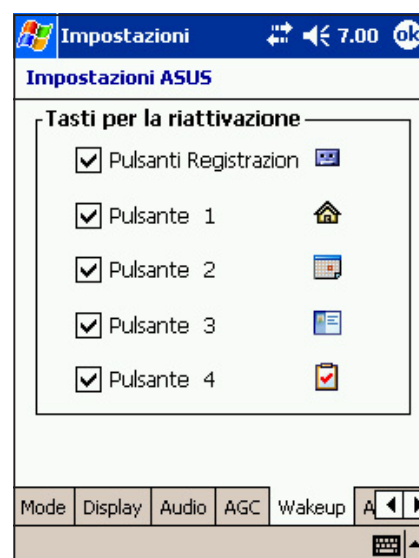 Impostazioni 7.00 ok
Impostazioni ASUS
Tasti per la riattivazione
Pulsanti Registrazion
Pulsante 1
Pulsante 2
Pulsante 3
Pulsante 4
Mode Display Audio AGC Wakeup A